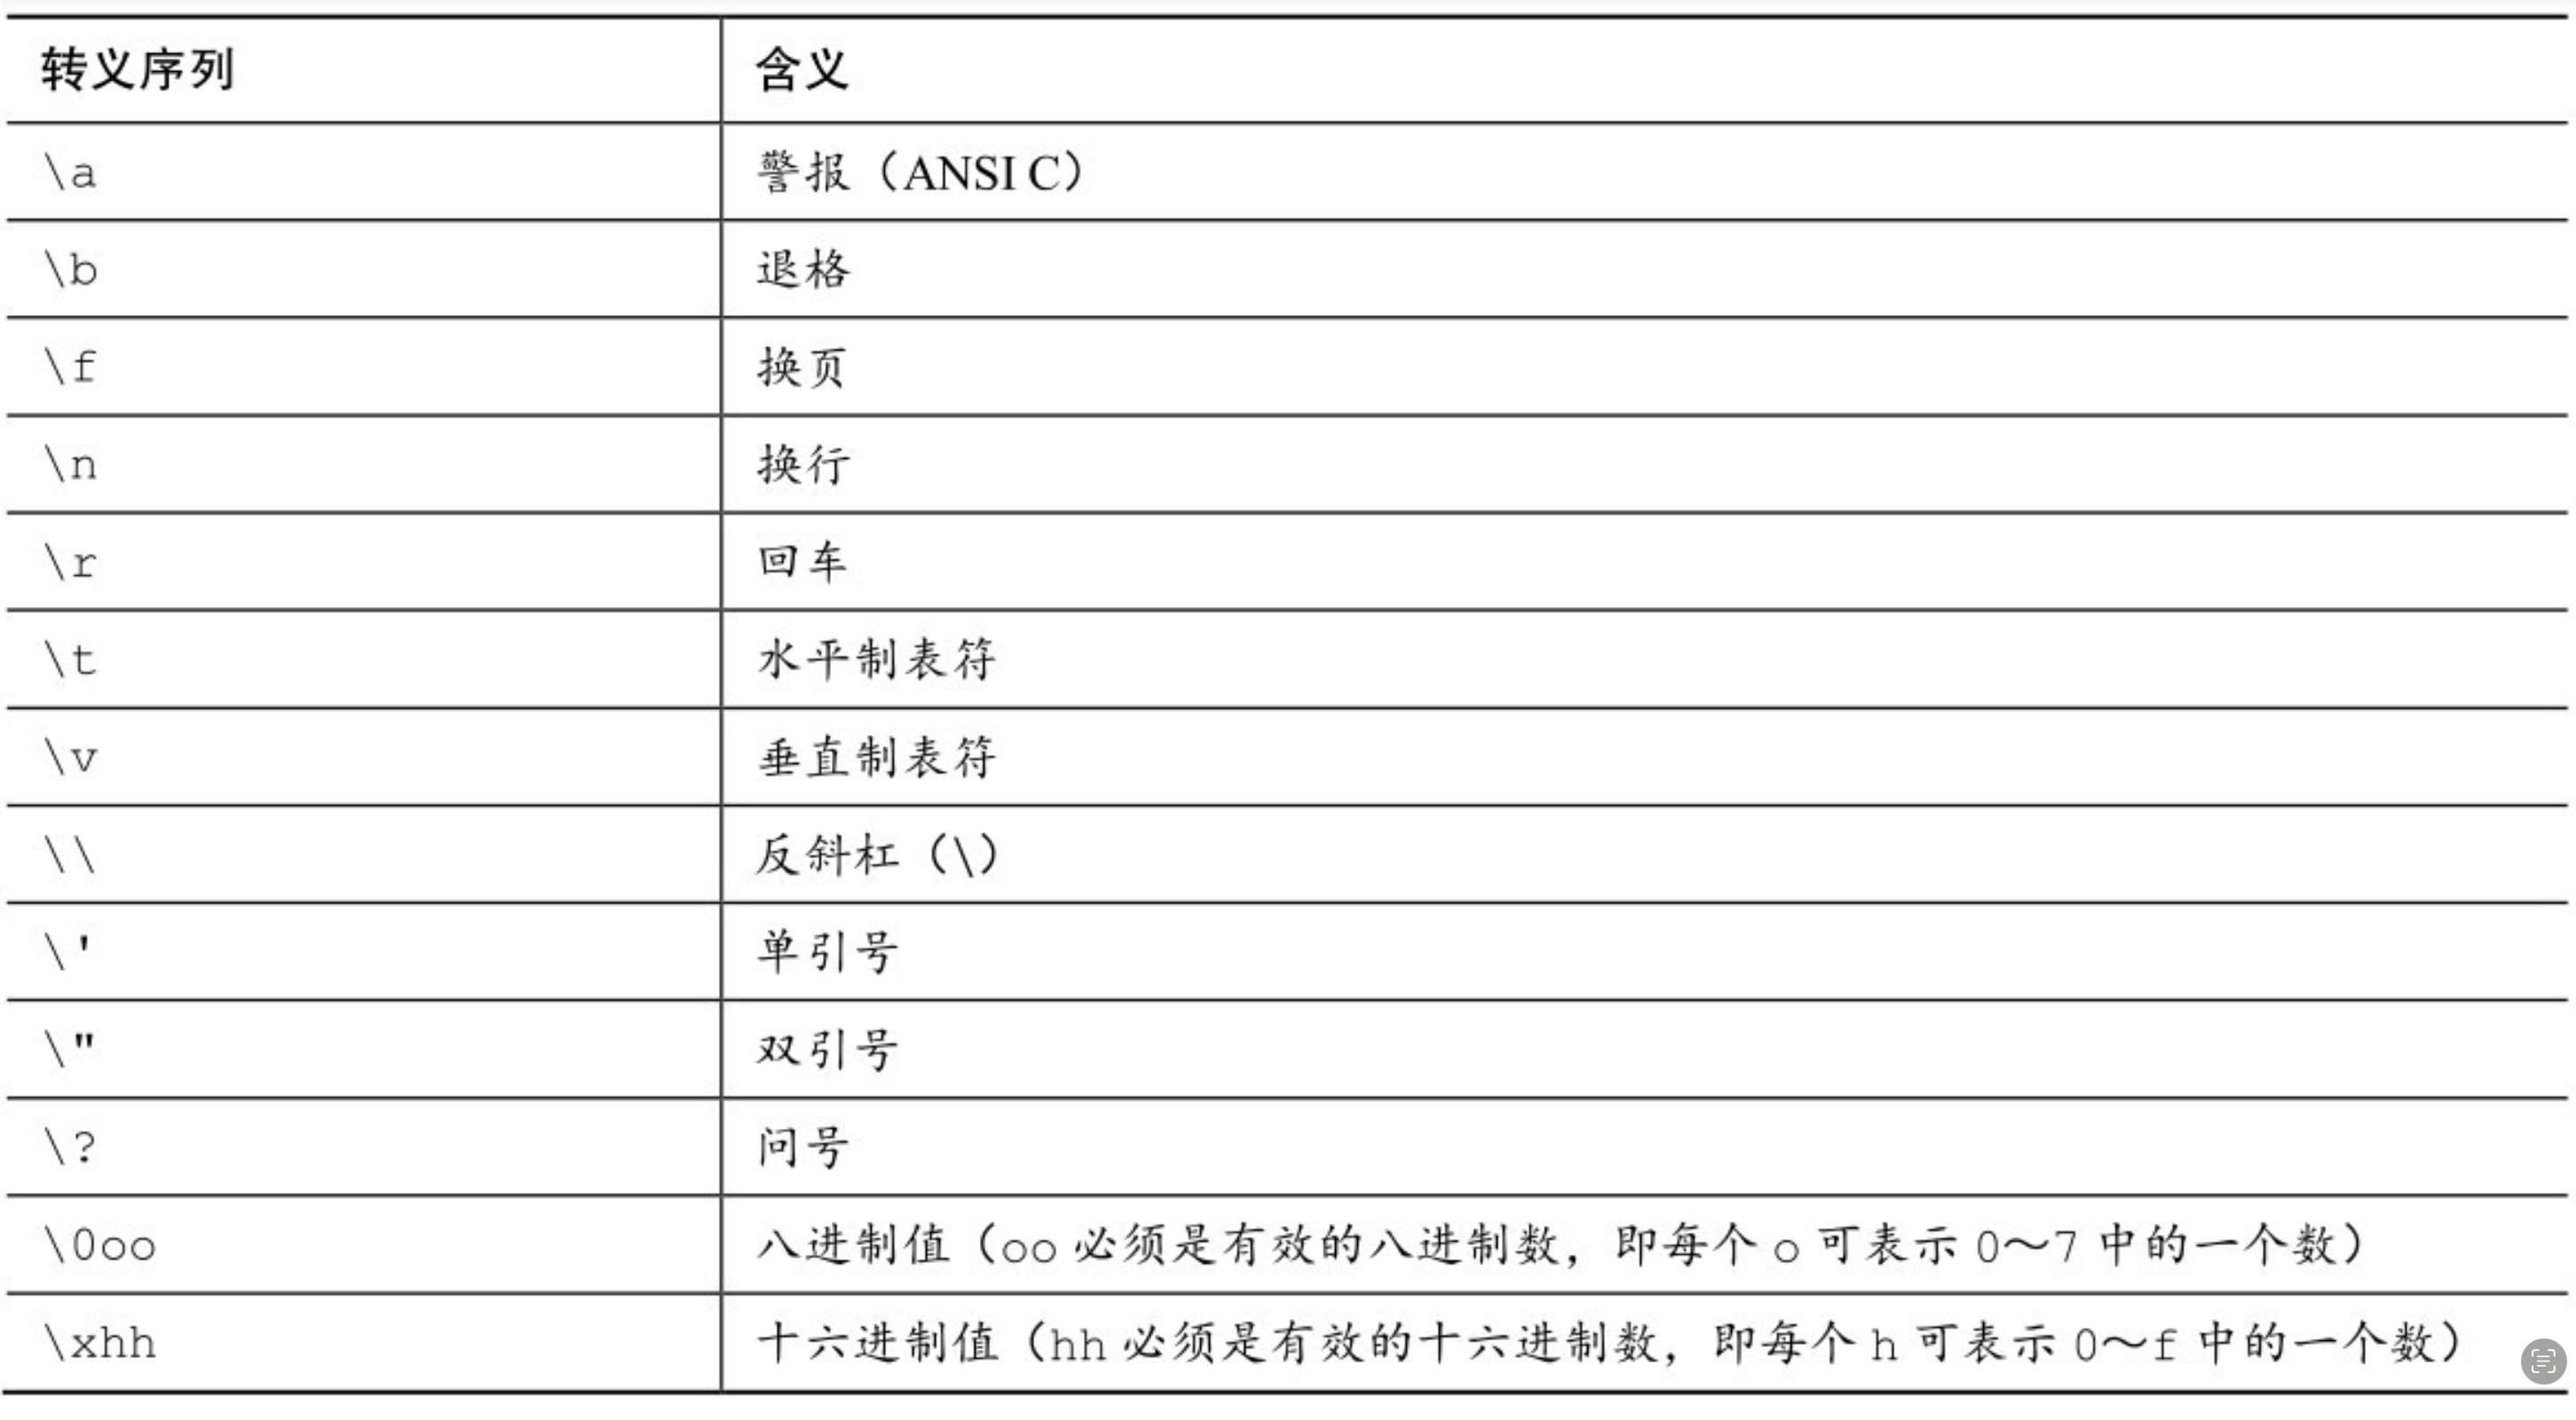 转义序列 含义
\a 警报（ANSI C）
\b 退格
\f 换页
\n 换行
\r 回车
\t 水平制表符
\v 垂直制表符
\\ 反斜杠（\）
\' 单引号
\" 双引号
\? 问号
\0oo 八进制值（oo 必须是有效的八进制数，即每个 o 可表示 0～7 中的一个数）
\xhh 十六进制值（hh 必须是有效的十六进制数，即每个 h 可表示 0～f 中的一个数）